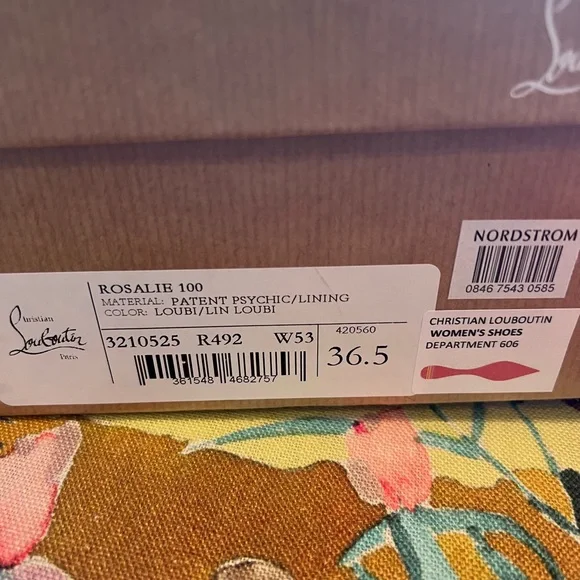 NORDSTROM
0846 7543 0585
Christian
Louboutin
Paris
ROSALIE 100
MATERIAL: PATENT PSYCHIC/LINING
COLOR: LOUBI/LIN LOUBI
3210525 R492 W53
361548 4682757
420560
36.5
CHRISTIAN LOUBOUTIN
WOMEN'S SHOES
DEPARTMENT 606